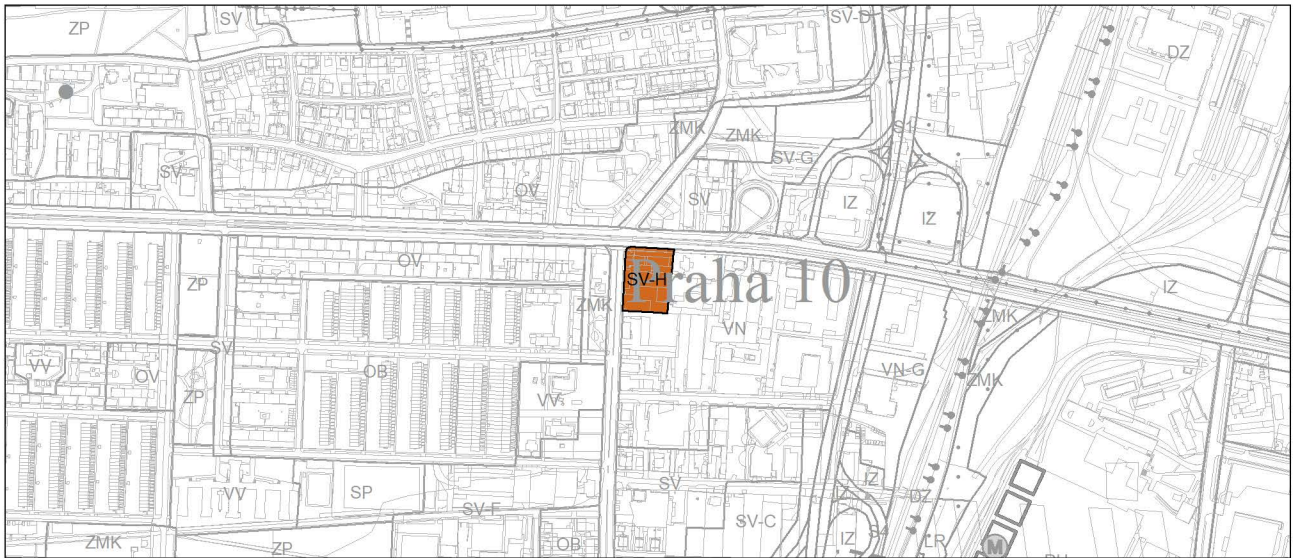 ZP
SV
SV-D
DZ
ZMK
ZMK
S1
SV-G
SV
OV
SV
IZ
IZ
OV
ZP
SV-H
Praha 10
IZ
ZMK
VN
ZMK
SV
VV
OV
OB
VN-G
ZMK
ZP
VV
SV
IZ
VV
SP
IZ
DZ
SV-F
SV-C
S4
ZMK
ZP
OB
IZ
LR
M